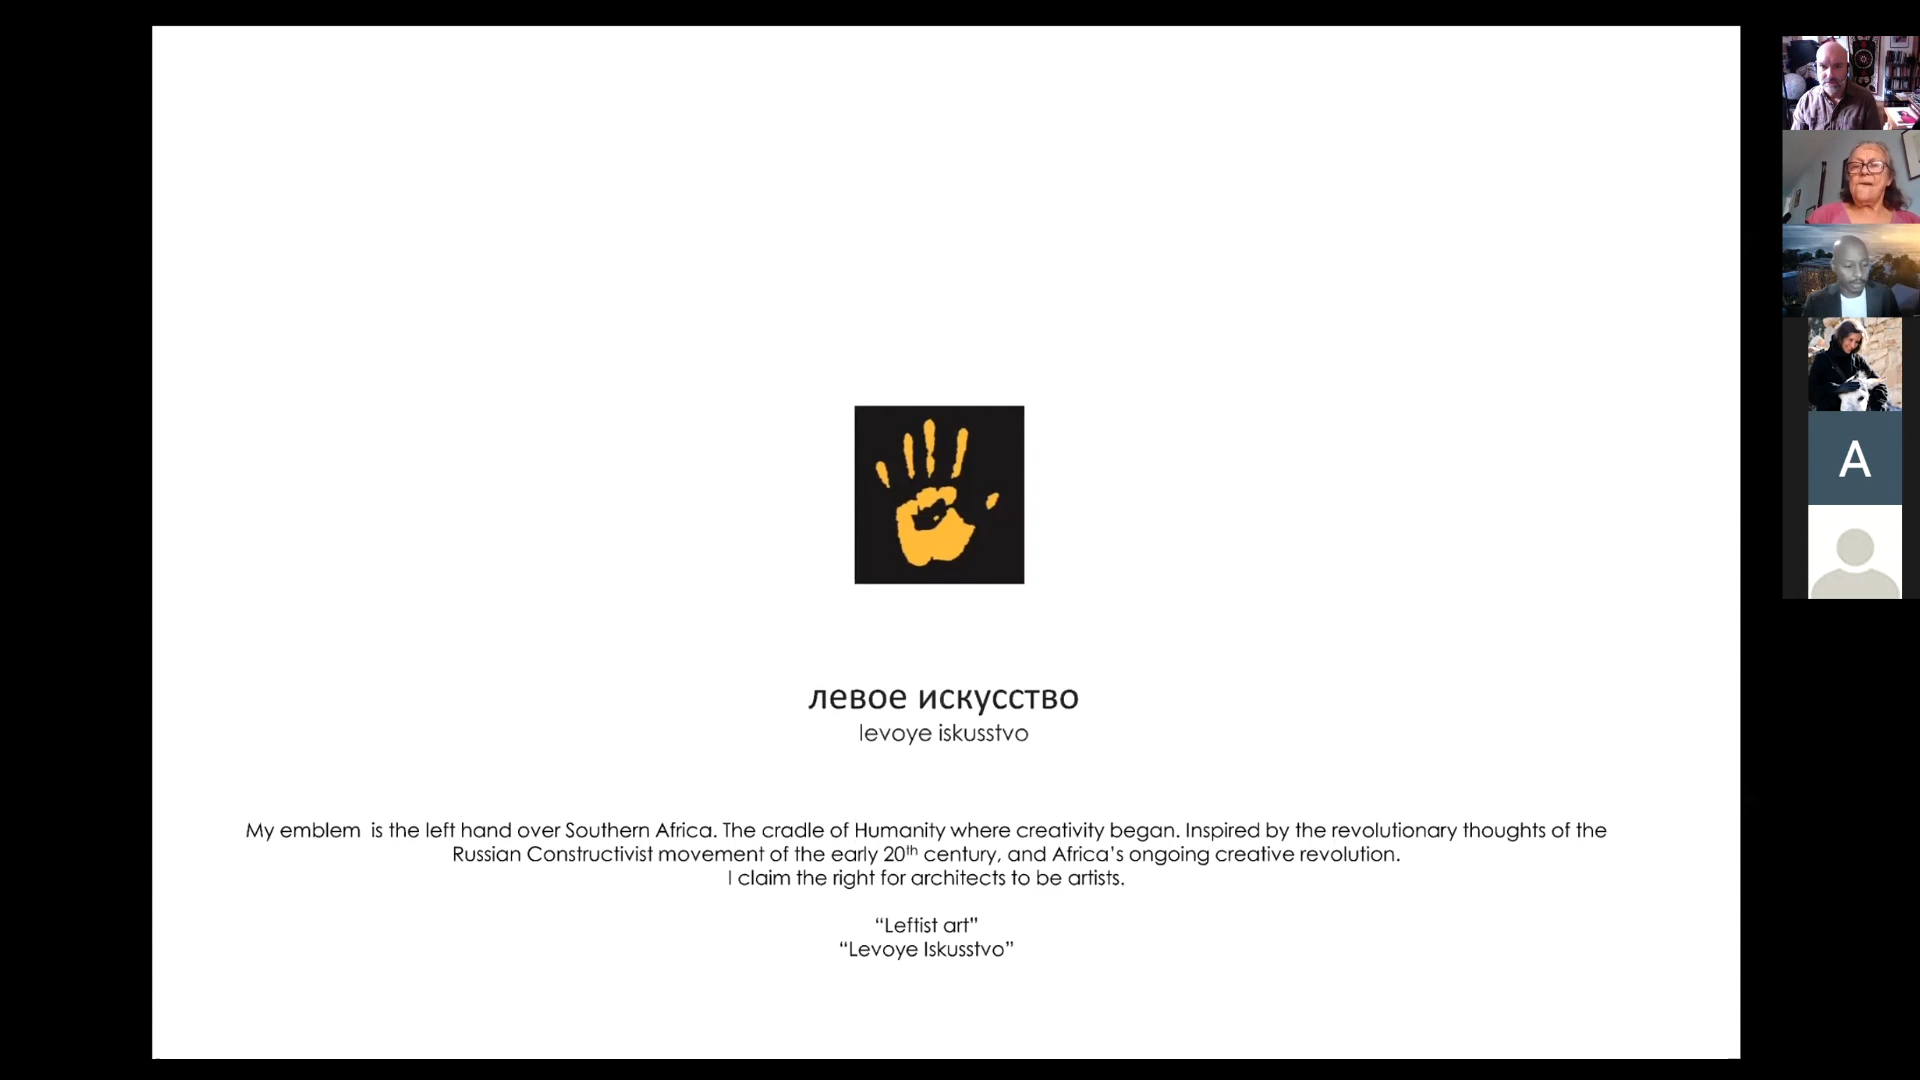 левое искусство
levoye iskusstvo
My emblem  is the left hand over Southern Africa. The cradle of Humanity where creativity began. Inspired by the revolutionary thoughts of the
Russian Constructivist movement of the early 20th century, and Africa’s ongoing creative revolution.
I claim the right for architects to be artists.
“Leftist art”
“Levoye Iskusstvo”
A